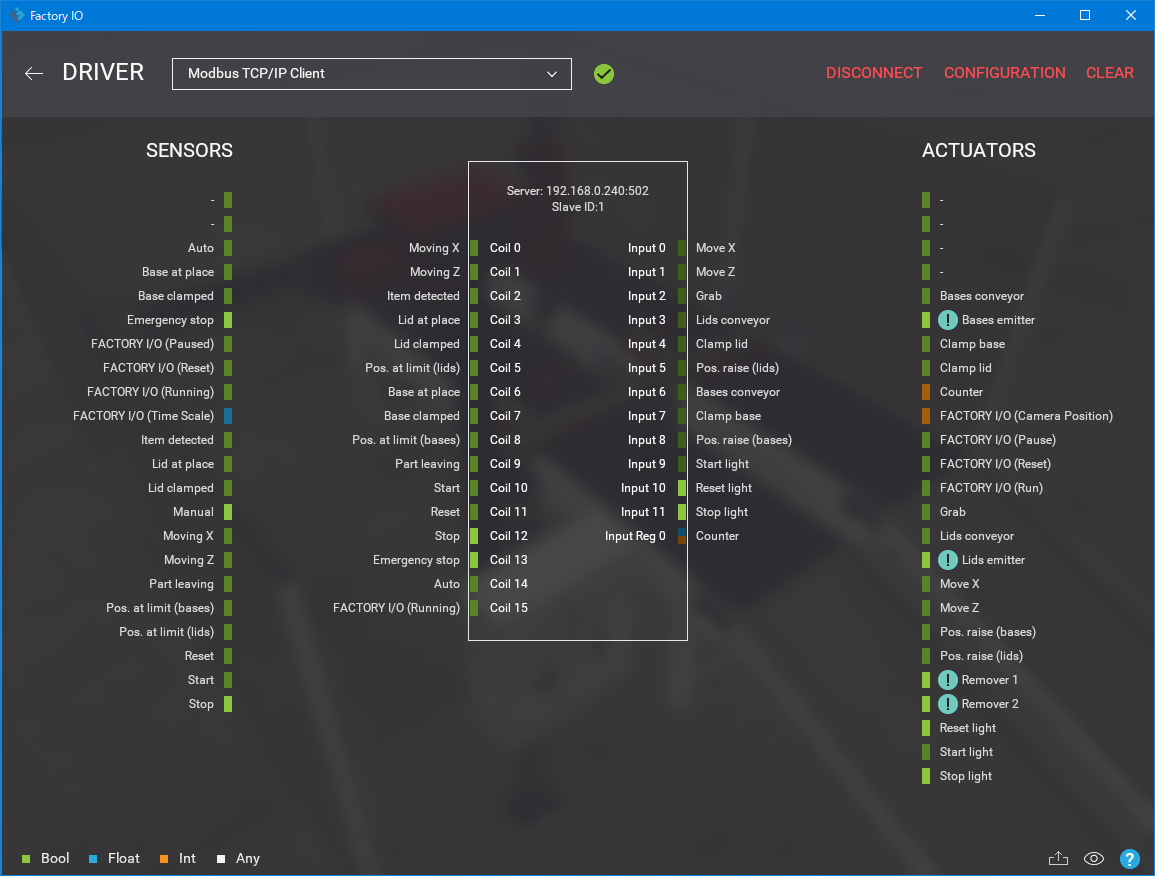 Factory IO
DRIVER
Modbus TCP/IP Client
DISCONNECT
CONFIGURATION
CLEAR
SENSORS
-
-
Auto
Base at place
Base clamped
Emergency stop
FACTORY I/O (Paused)
FACTORY I/O (Reset)
FACTORY I/O (Running)
FACTORY I/O (Time Scale)
Item detected
Lid at place
Lid clamped
Manual
Moving X
Moving Z
Part leaving
Pos. at limit (bases)
Pos. at limit (lids)
Reset
Start
Stop
Server: 192.168.0.240:502
Slave ID:1
Moving X Coil 0 Input 0 Move X
Moving Z Coil 1 Input 1 Move Z
Item detected Coil 2 Input 2 Grab
Lid at place Coil 3 Input 3 Lids conveyor
Lid clamped Coil 4 Input 4 Clamp lid
Pos. at limit (lids) Coil 5 Input 5 Pos. raise (lids)
Base at place Coil 6 Input 6 Bases conveyor
Base clamped Coil 7 Input 7 Clamp base
Pos. at limit (bases) Coil 8 Input 8 Pos. raise (bases)
Part leaving Coil 9 Input 9 Start light
Start Coil 10 Input 10 Reset light
Reset Coil 11 Input 11 Stop light
Stop Coil 12 Input Reg 0 Counter
Emergency stop Coil 13
Auto Coil 14
FACTORY I/O (Running) Coil 15
ACTUATORS
-
-
-
-
Bases conveyor
! Bases emitter
Clamp base
Clamp lid
Counter
FACTORY I/O (Camera Position)
FACTORY I/O (Pause)
FACTORY I/O (Reset)
FACTORY I/O (Run)
Grab
Lids conveyor
! Lids emitter
Move X
Move Z
Pos. raise (bases)
Pos. raise (lids)
! Remover 1
! Remover 2
Reset light
Start light
Stop light
Bool Float Int Any
?